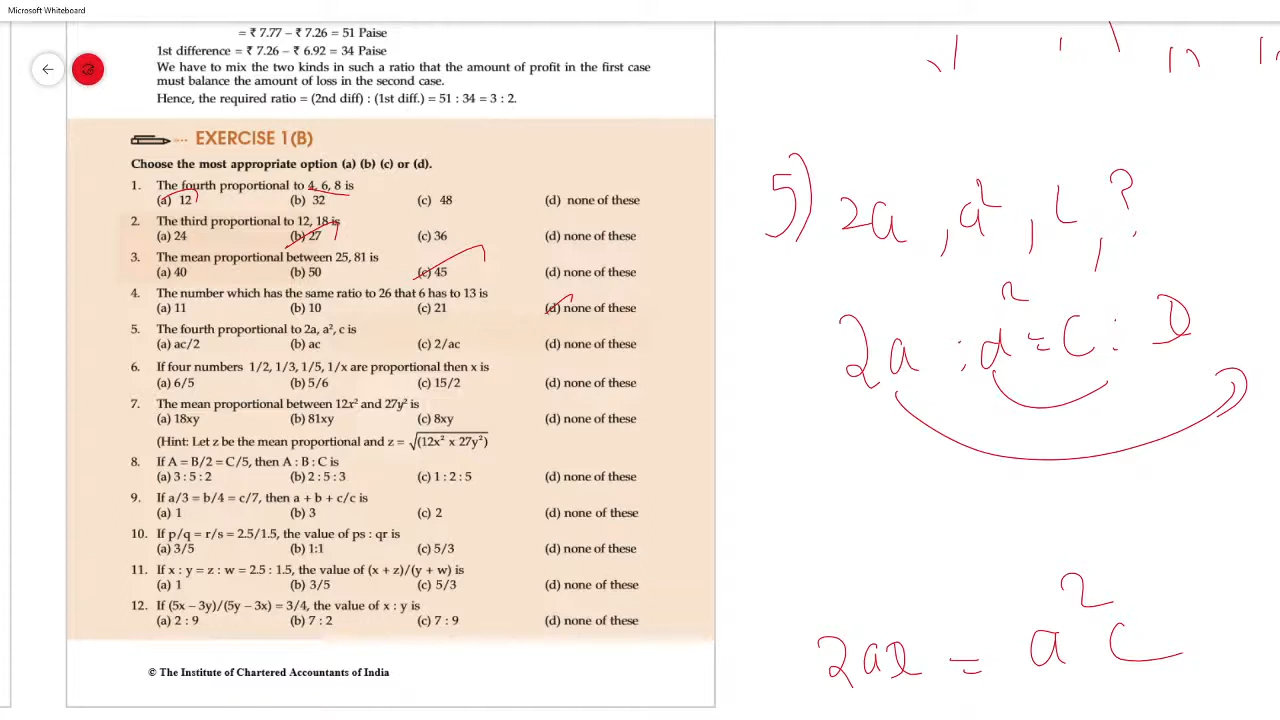 Microsoft Whiteboard
= ₹ 7.77 – ₹ 7.26 = 51 Paise
1st difference = ₹ 7.26 – ₹ 6.92 = 34 Paise
We have to mix the two kinds in such a ratio that the amount of profit in the first case
must balance the amount of loss in the second case.
Hence, the required ratio = (2nd diff) : (1st diff.) = 51 : 34 = 3 : 2.
EXERCISE 1(B)
Choose the most appropriate option (a) (b) (c) or (d).
1. The fourth proportional to 4, 6, 8 is
(a) 12 (b) 32 (c) 48 (d) none of these
2. The third proportional to 12, 18 is
(a) 24 (b) 27 (c) 36 (d) none of these
3. The mean proportional between 25, 81 is
(a) 40 (b) 50 (c) 45 (d) none of these
4. The number which has the same ratio to 26 that 6 has to 13 is
(a) 11 (b) 10 (c) 21 (d) none of these
5. The fourth proportional to 2a, a², c is
(a) ac/2 (b) ac (c) 2/ac (d) none of these
6. If four numbers 1/2, 1/3, 1/5, 1/x are proportional then x is
(a) 6/5 (b) 5/6 (c) 15/2 (d) none of these
7. The mean proportional between 12x² and 27y² is
(a) 18xy (b) 81xy (c) 8xy (d) none of these
(Hint: Let z be the mean proportional and z = √(12x² x 27y²)
8. If A = B/2 = C/5, then A : B : C is
(a) 3 : 5 : 2 (b) 2 : 5 : 3 (c) 1 : 2 : 5 (d) none of these
9. If a/3 = b/4 = c/7, then a + b + c/c is
(a) 1 (b) 3 (c) 2 (d) none of these
10. If p/q = r/s = 2.5/1.5, the value of ps : qr is
(a) 3/5 (b) 1:1 (c) 5/3 (d) none of these
11. If x : y = z : w = 2.5 : 1.5, the value of (x + z)/(y + w) is
(a) 1 (b) 3/5 (c) 5/3 (d) none of these
12. If (5x – 3y)/(5y – 3x) = 3/4, the value of x : y is
(a) 2 : 9 (b) 7 : 2 (c) 7 : 9 (d) none of these
© The Institute of Chartered Accountants of India
5) 2a, a², c, ?
2a : a² = c : x
2ax = a²c